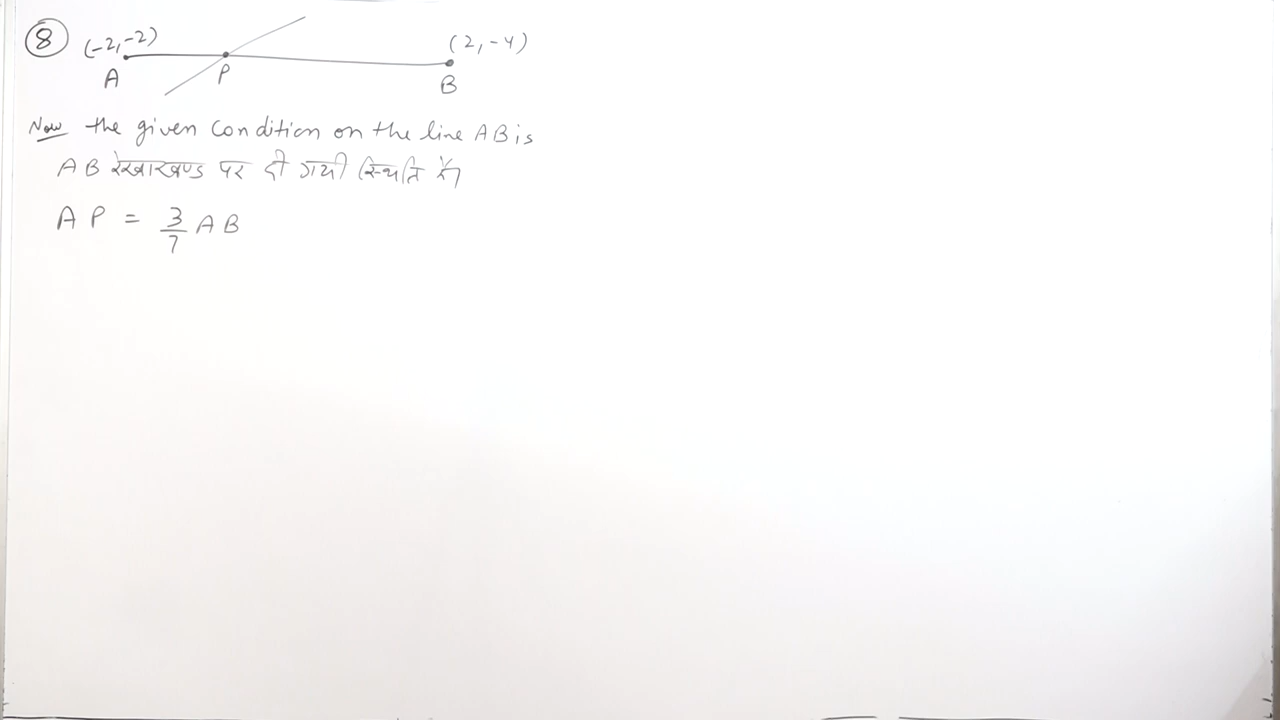 8 (-2,-2) (2,-4)
A P B
Now the given condition on the line AB is
AB रेखाखण्ड पर दी गयी स्थिति में
AP = 3/7 AB